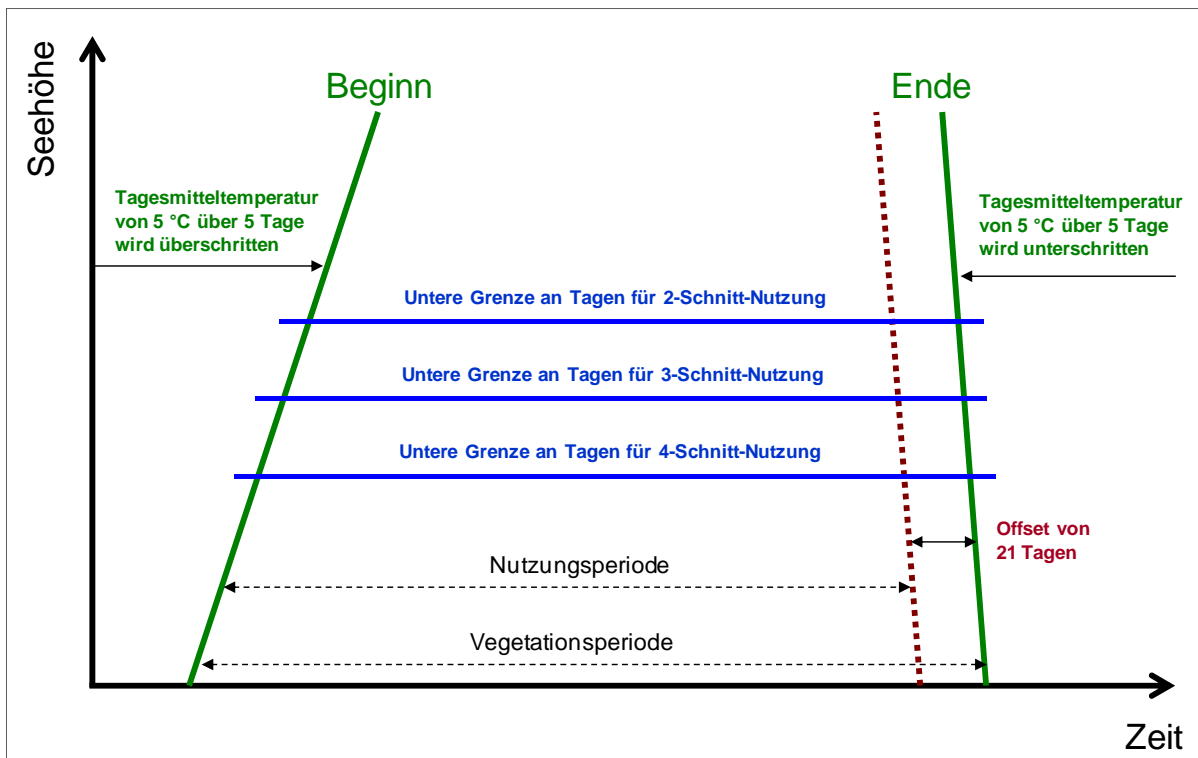 Seehöhe
Beginn
Ende
Tagesmitteltemperatur
von 5 °C über 5 Tage
wird überschritten
Tagesmitteltemperatur
von 5 °C über 5 Tage
wird unterschritten
Untere Grenze an Tagen für 2-Schnitt-Nutzung
Untere Grenze an Tagen für 3-Schnitt-Nutzung
Untere Grenze an Tagen für 4-Schnitt-Nutzung
Offset von
21 Tagen
Nutzungsperiode
Vegetationsperiode
Zeit